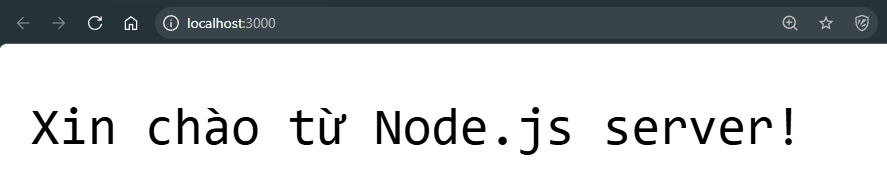 localhost:3000
Xin chào từ Node.js server!